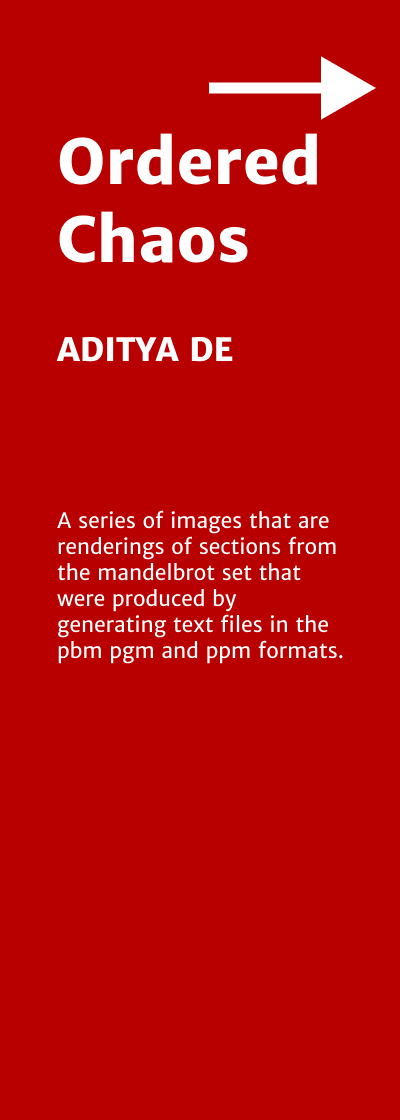 Ordered
Chaos
ADITYA DE
A series of images that are
renderings of sections from
the mandelbrot set that
were produced by
generating text files in the
pbm pgm and ppm formats.